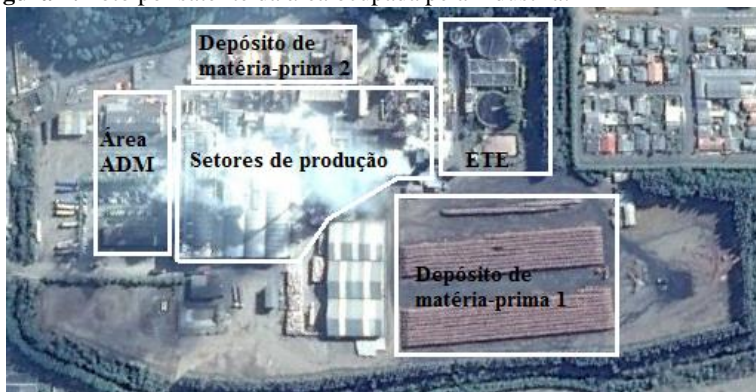 Depósito de
matéria-prima 2
Área
ADM
Setores de produção
ETE
Depósito de
matéria-prima 1